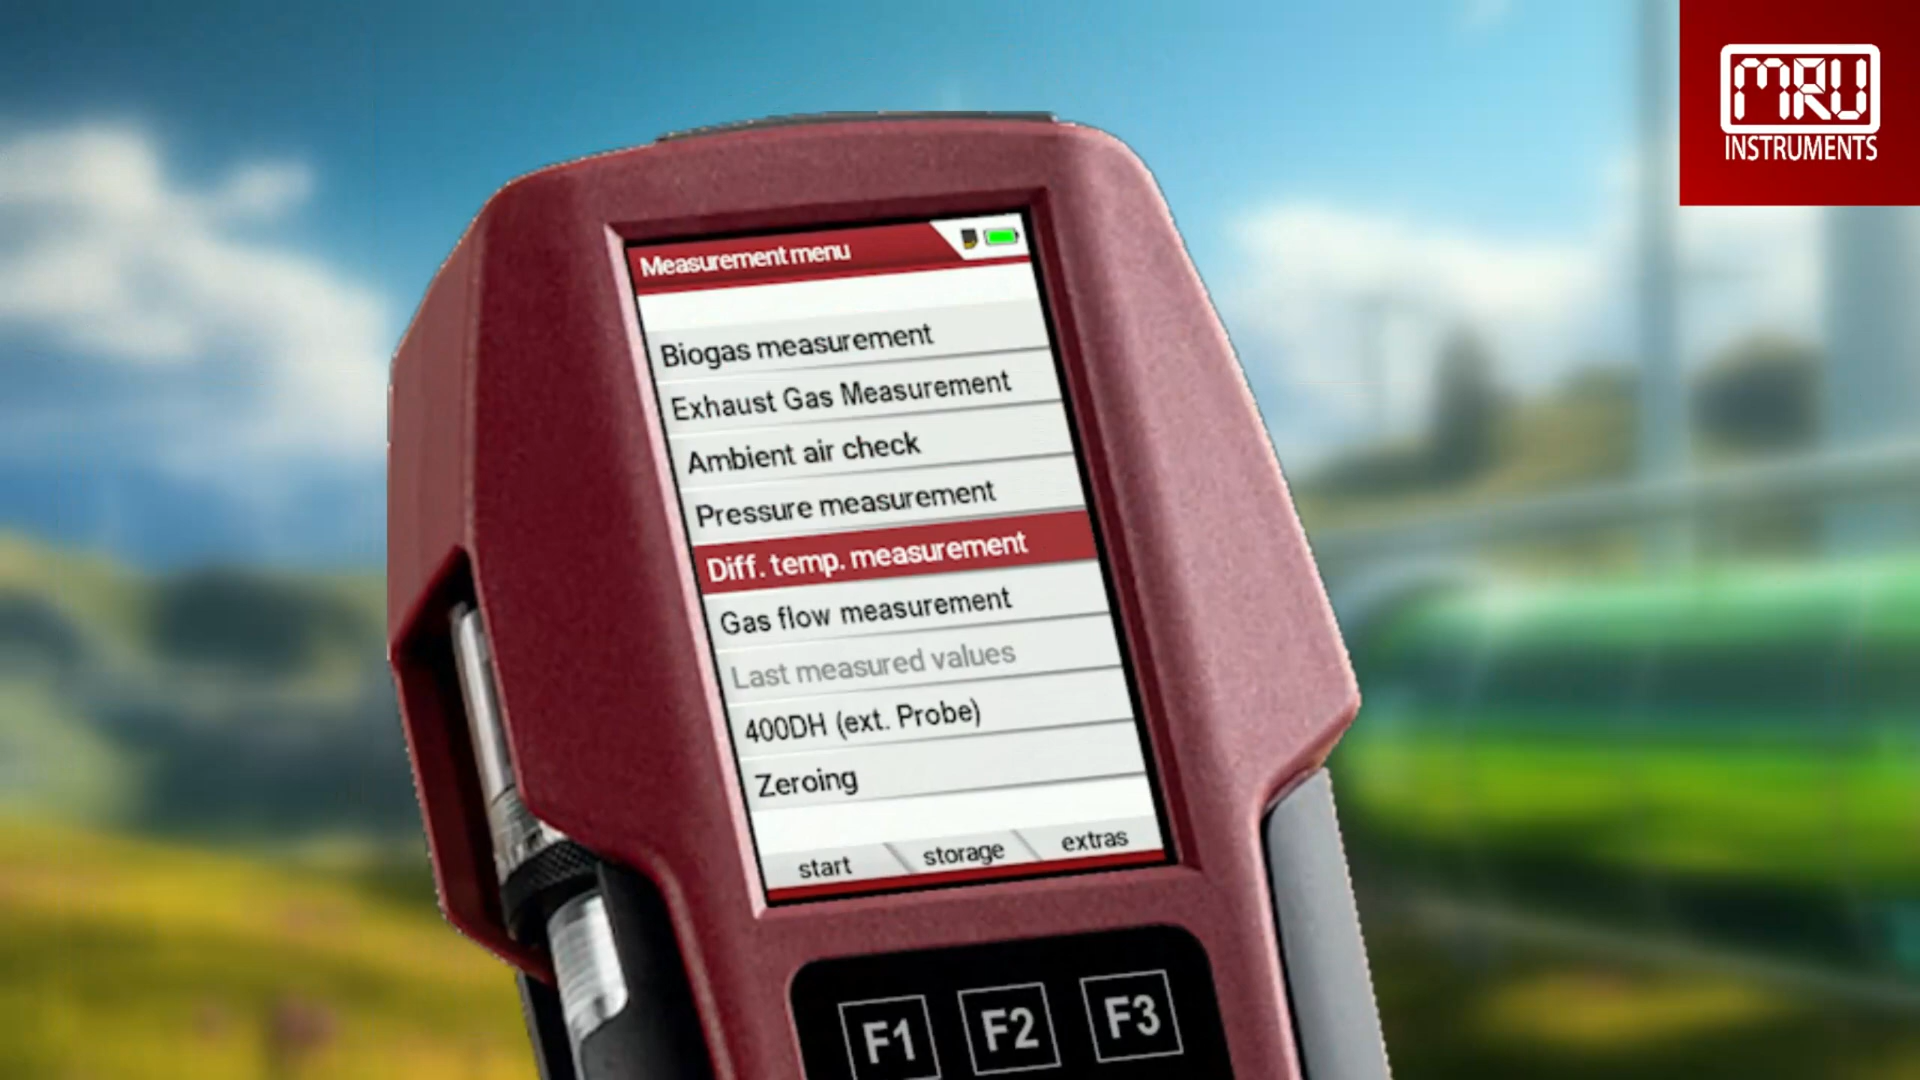 MRU
INSTRUMENTS
Measurement menu
Biogas measurement
Exhaust Gas Measurement
Ambient air check
Pressure measurement
Diff. temp. measurement
Gas flow measurement
Last measured values
400DH (ext. Probe)
Zeroing
start storage extras
F1 F2 F3